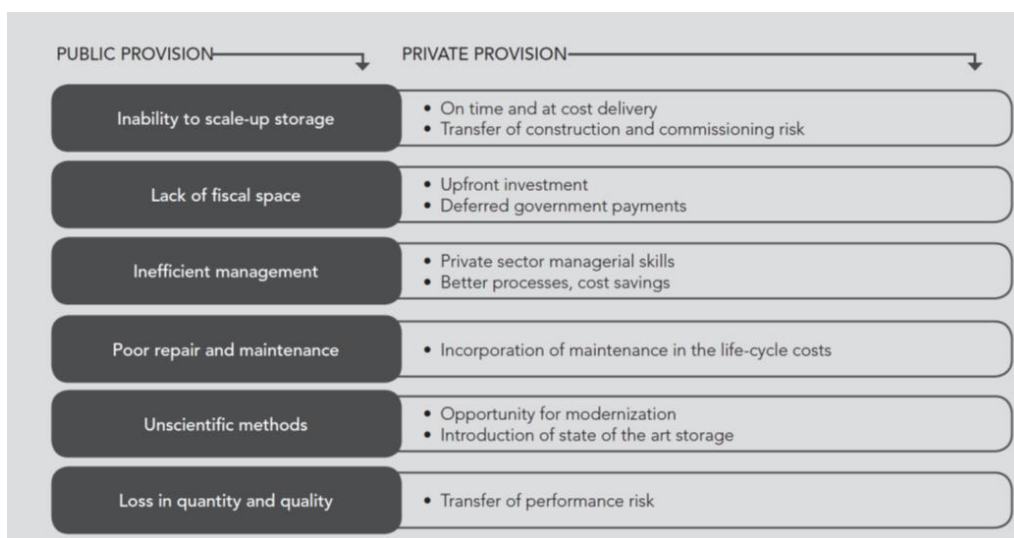 PUBLIC PROVISION
PRIVATE PROVISION
Inability to scale-up storage
• On time and at cost delivery
• Transfer of construction and commissioning risk
Lack of fiscal space
• Upfront investment
• Deferred government payments
Inefficient management
• Private sector managerial skills
• Better processes, cost savings
Poor repair and maintenance
• Incorporation of maintenance in the life-cycle costs
Unscientific methods
• Opportunity for modernization
• Introduction of state of the art storage
Loss in quantity and quality
• Transfer of performance risk